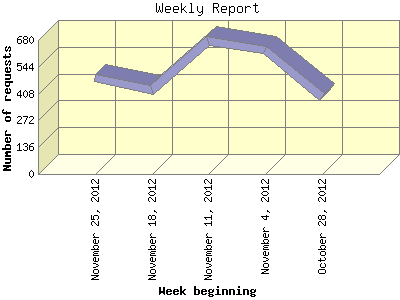 Weekly Report
Number of requests
680
544
408
272
136
0
November 25, 2012
November 18, 2012
November 11, 2012
November 4, 2012
October 28, 2012
Week beginning